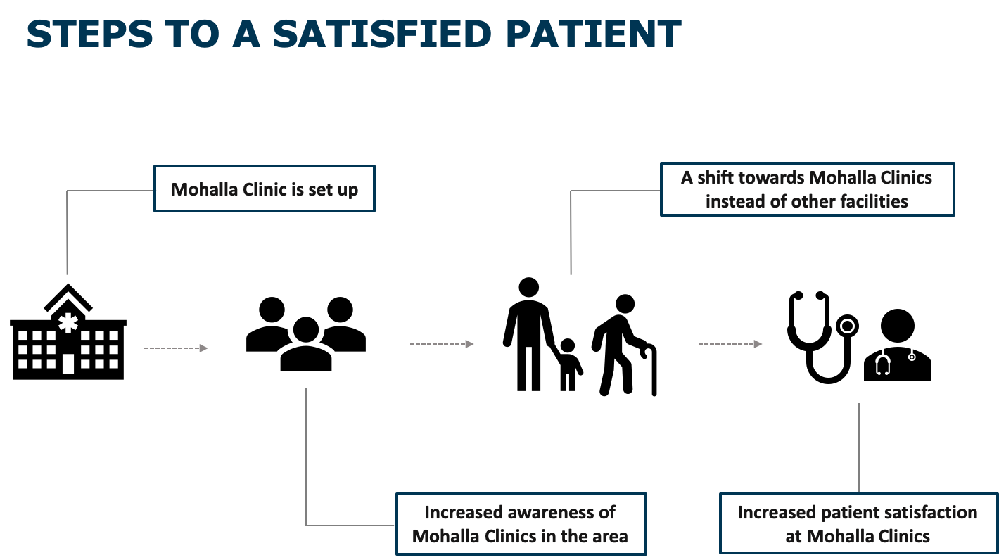 STEPS TO A SATISFIED PATIENT
Mohalla Clinic is set up
A shift towards Mohalla Clinics
instead of other facilities
Increased awareness of
Mohalla Clinics in the area
Increased patient satisfaction
at Mohalla Clinics